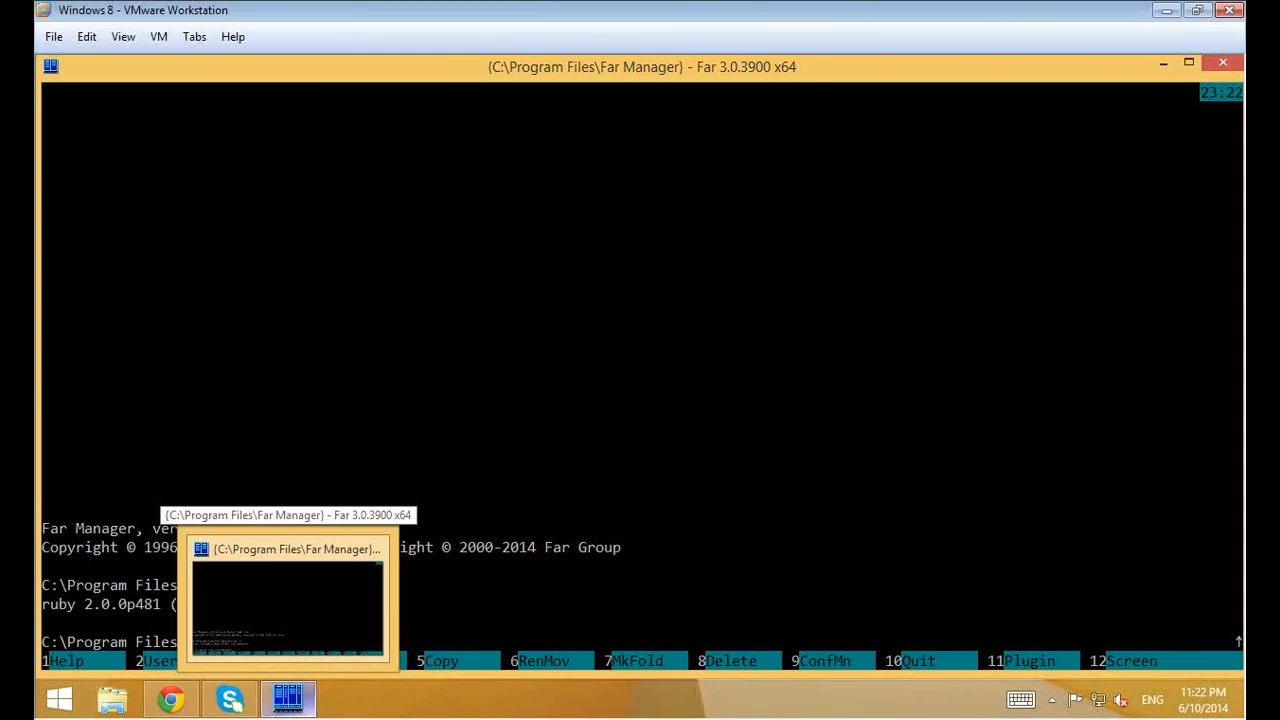 Windows 8 - VMware Workstation
File Edit View VM Tabs Help
{C:\Program Files\Far Manager} - Far 3.0.3900 x64
23:22
{C:\Program Files\Far Manager} - Far 3.0.3900 x64
Far Manager, ver
{C:\Program Files\Far Manager}...
Copyright © 1996 ight © 2000-2014 Far Group
C:\Program Files
ruby 2.0.0p481 (
C:\Program Files
1Help 2User 5Copy 6RenMov 7MkFold 8Delete 9ConfMn 10Quit 11Plugin 12Screen
ENG
11:22 PM
6/10/2014